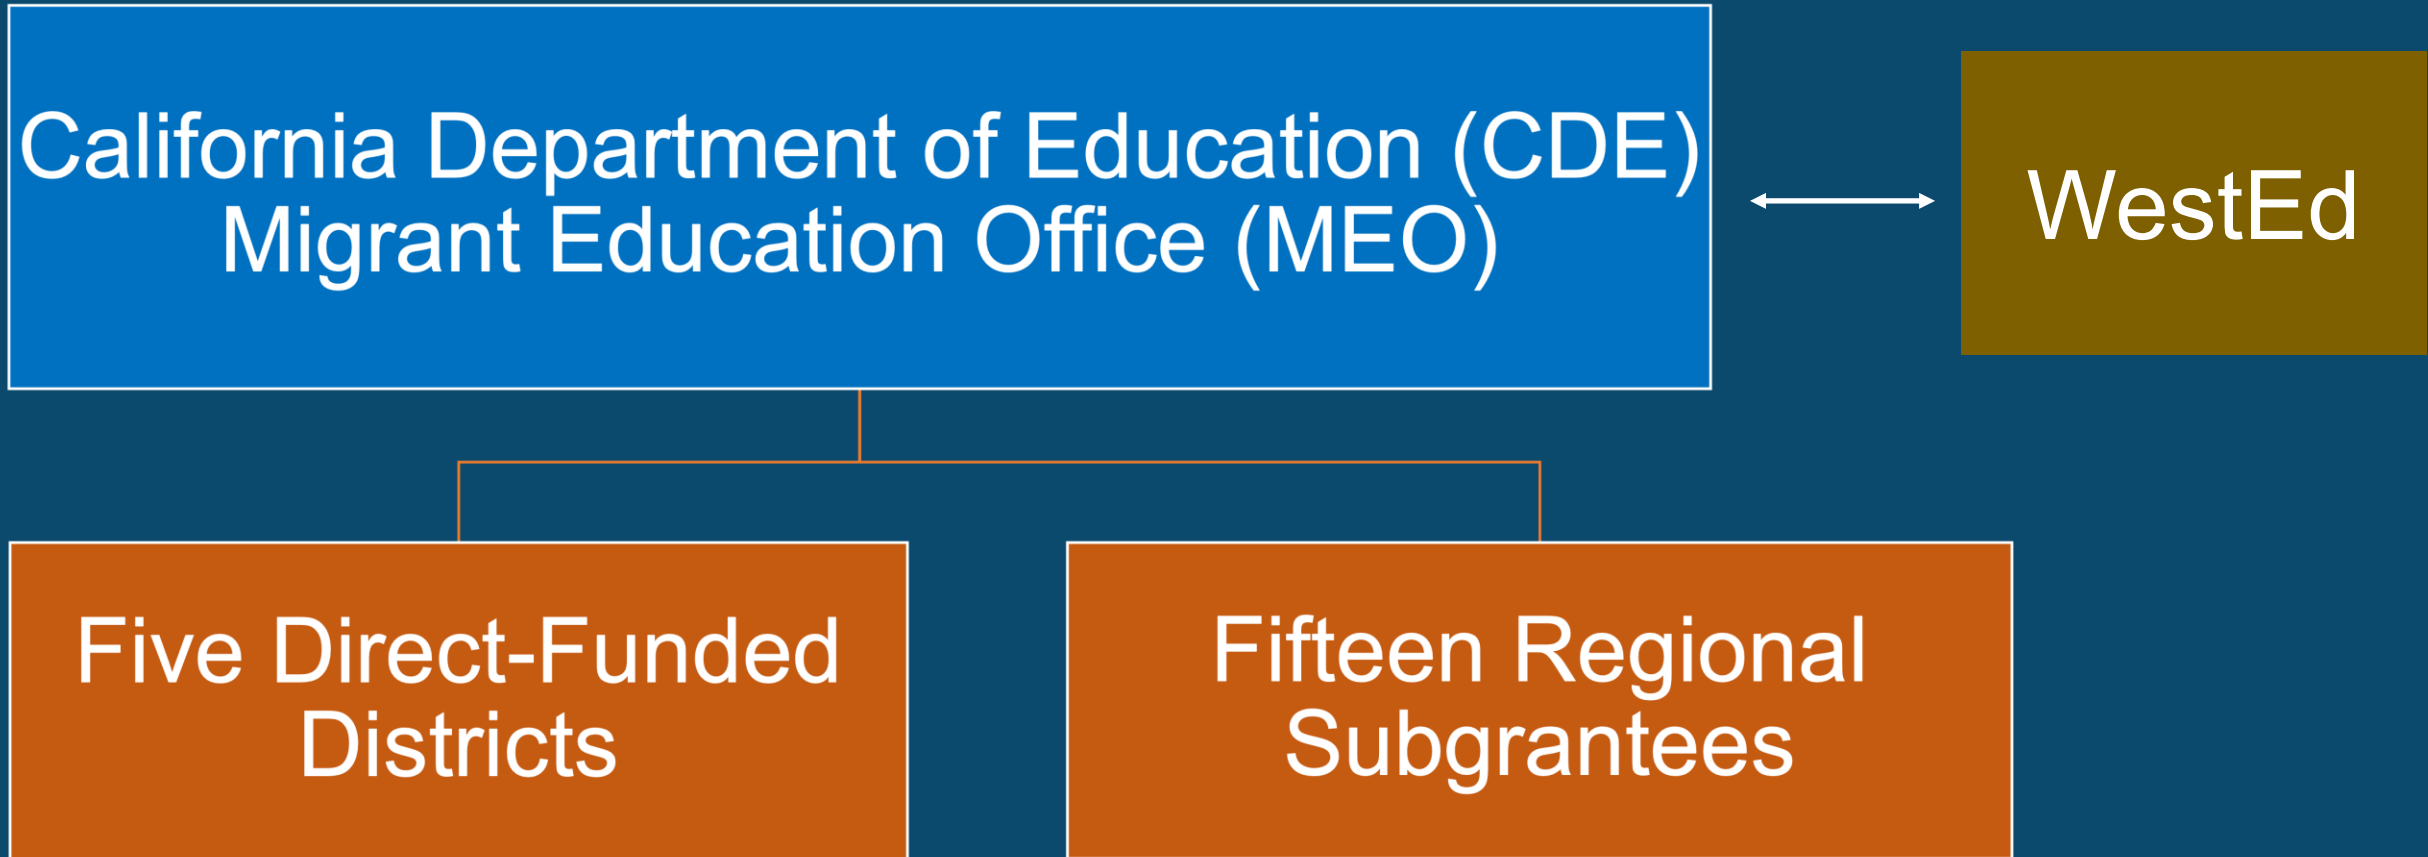 California Department of Education (CDE)
Migrant Education Office (MEO)
WestEd
Five Direct-Funded
Districts
Fifteen Regional
Subgrantees